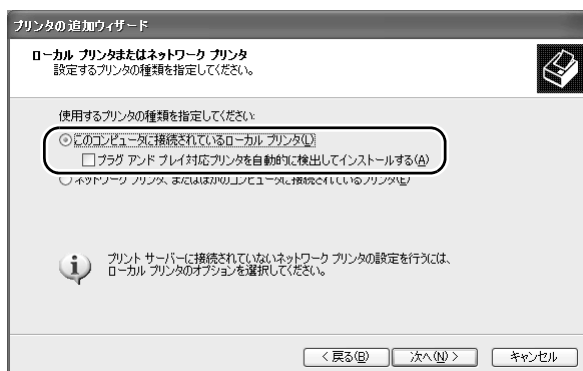 プリンタの追加ウィザード
ローカル プリンタまたはネットワーク プリンタ
設定するプリンタの種類を指定してください。
使用するプリンタの種類を指定してください:
このコンピュータに接続されているローカル プリンタ(L)
プラグ アンド プレイ対応プリンタを自動的に検出してインストールする(A)
ネットワーク プリンタ、またはほかのコンピュータに接続されているプリンタ(E)
プリント サーバーに接続されていないネットワーク プリンタの設定を行うには、
ローカル プリンタのオプションを選択してください。
< 戻る(B)
次へ(N) >
キャンセル